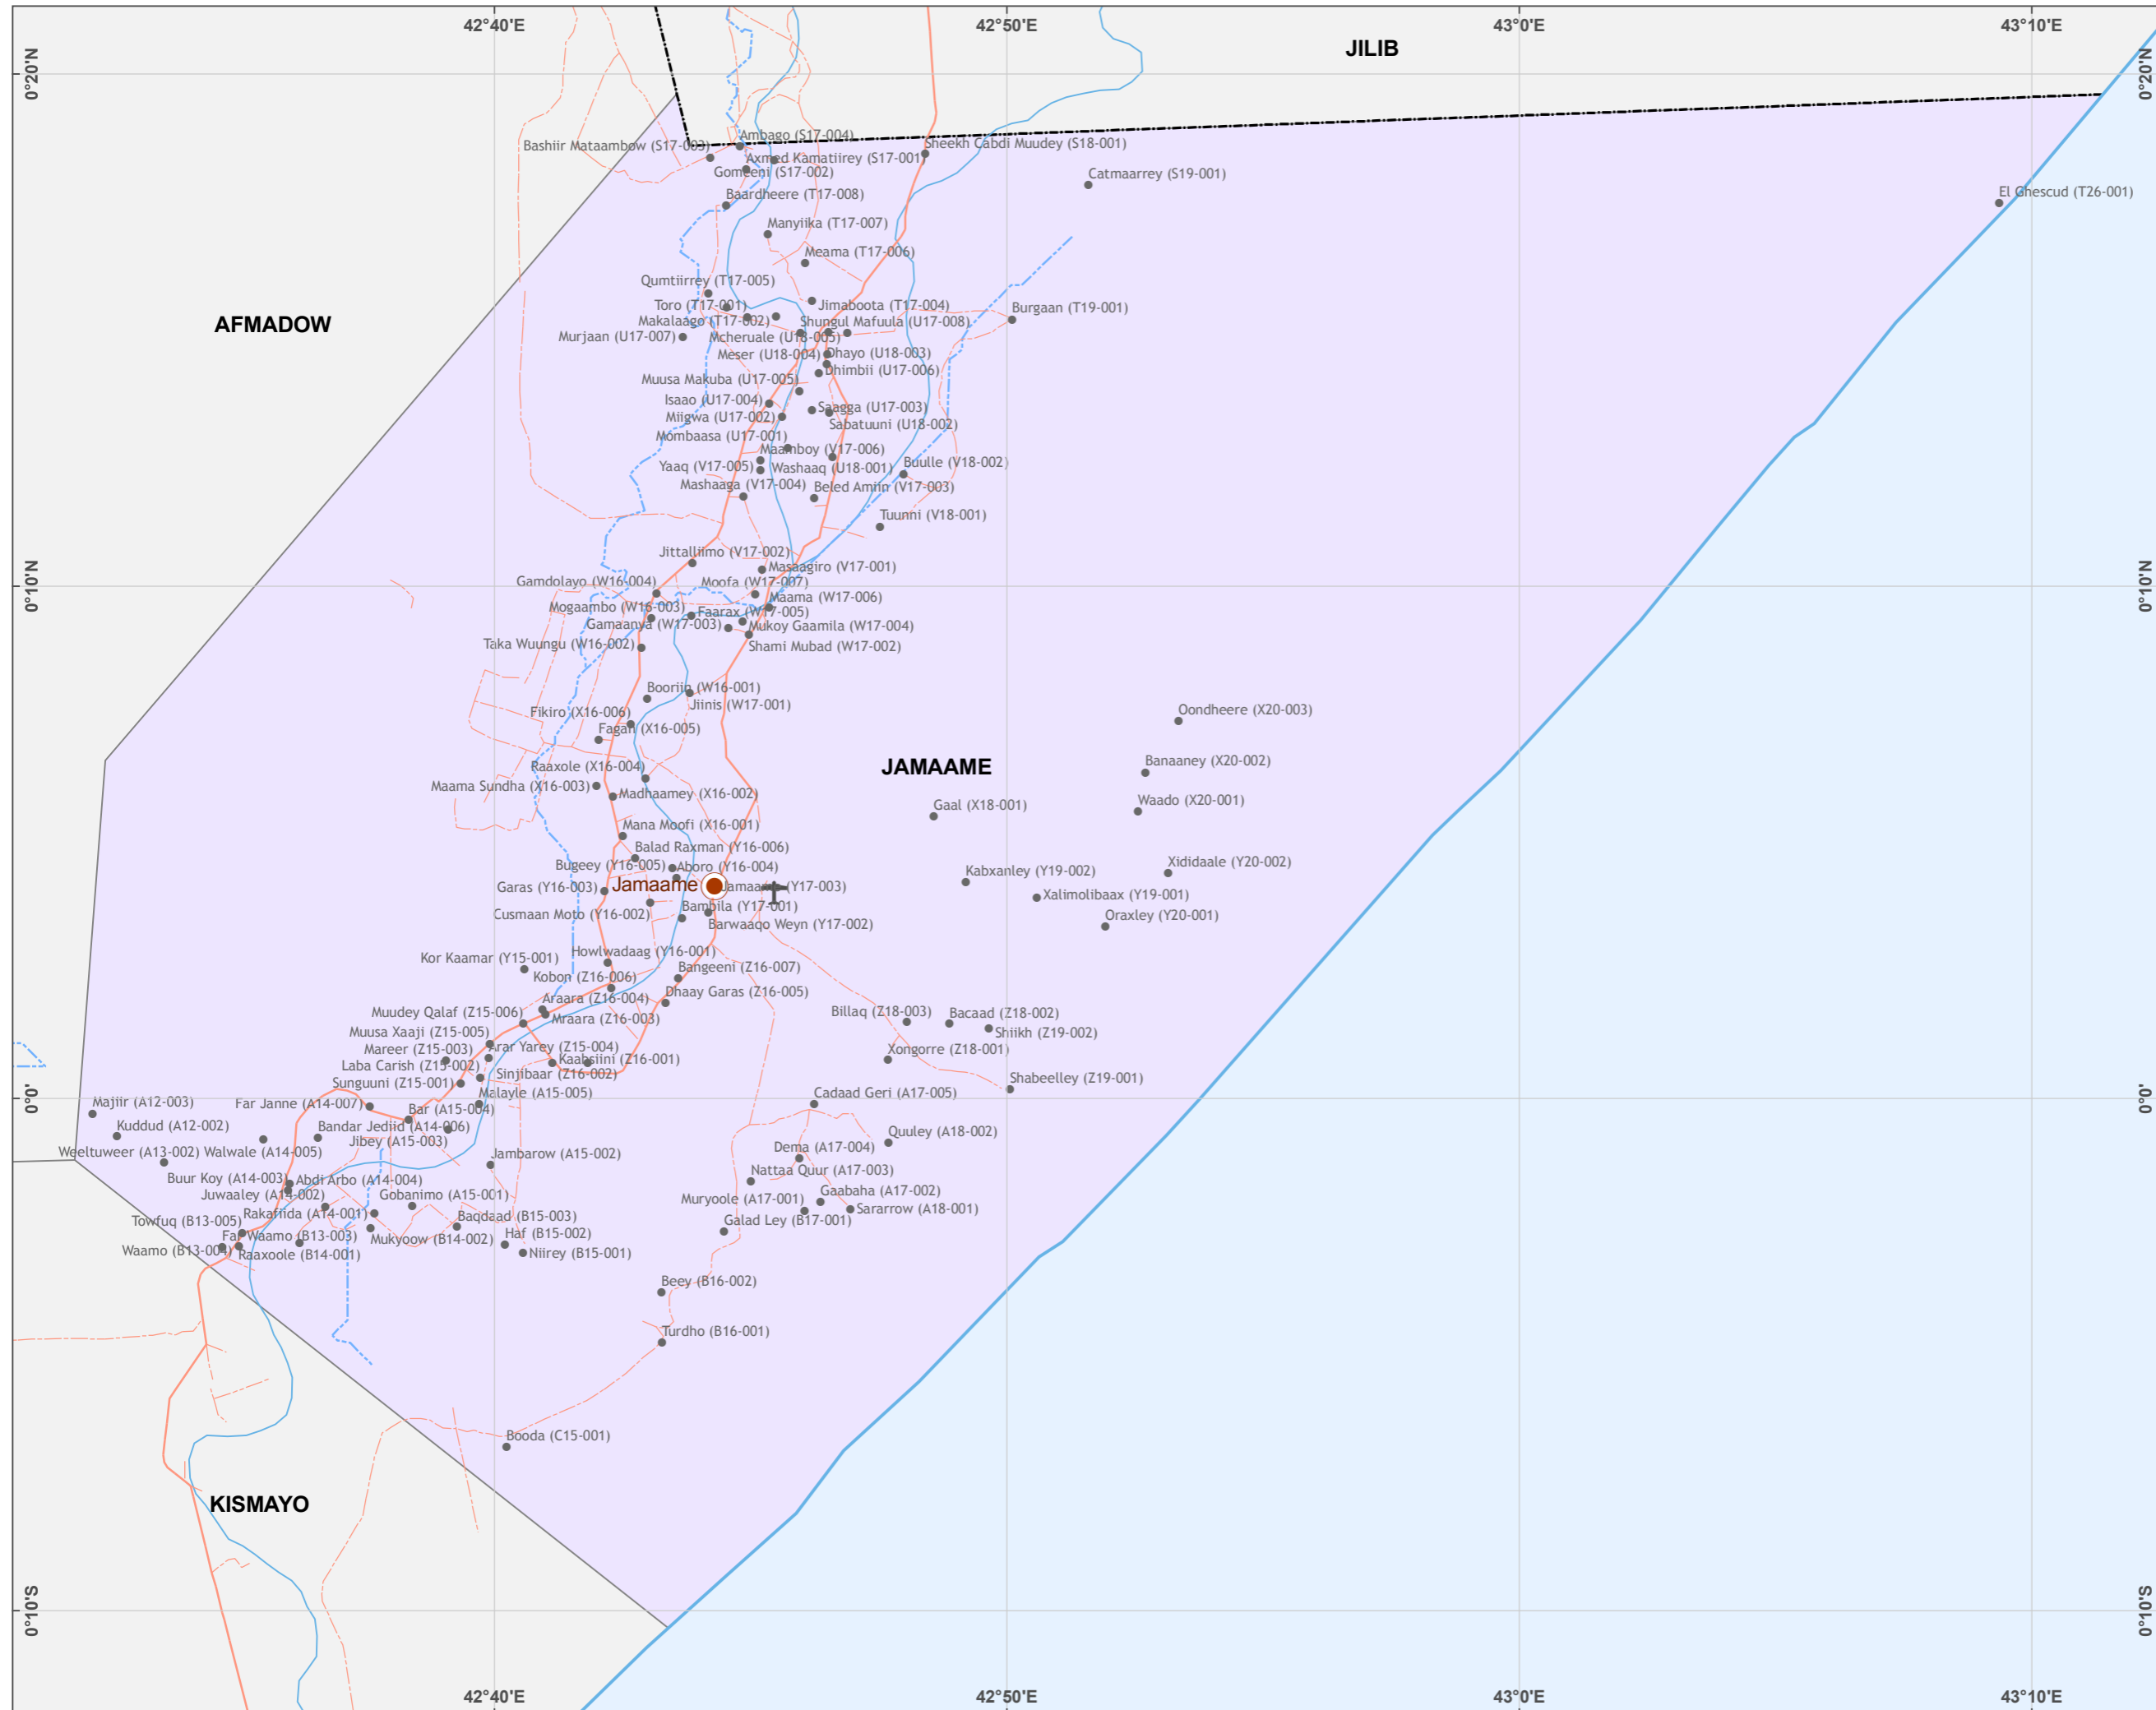 42°40'E
42°50'E
43°0'E
43°10'E
JILIB
0°20'N
0°20'N
Ambago (S17-004)
Bashiir Mataambow (S17-003)
Sheekh Cabdi Muudey (S18-001)
Axmed Kamatiirey (S17-001)
Gomeeni (S17-002)
Catmaarrey (S19-001)
El Ghescud (T26-001)
Baardheere (T17-008)
Manyiika (T17-007)
Meama (T17-006)
Qumtiirrey (T17-005)
Toro (T17-001)
Jimaboota (T17-004)
Burgaan (T19-001)
AFMADOW
Makalaago (T17-002)
Shungul Mafuula (U17-008)
Murjaan (U17-007)
Mcheruale (U18-005)
Meser (U18-004)
Dhayo (U18-003)
Dhimbii (U17-006)
Muusa Makuba (U17-005)
Isaao (U17-004)
Saagga (U17-003)
Miigwa (U17-002)
Sabatuuni (U18-002)
Mombaasa (U17-001)
Maamboy (V17-006)
Yaaq (V17-005)
Washaaq (U18-001)
Buulle (V18-002)
Mashaaga (V17-004)
Beled Amiin (V17-003)
Tuunni (V18-001)
Jittalliimo (V17-002)
Masaagiro (V17-001)
0°10'N
0°10'N
Gamdolayo (W16-004)
Moofa (W17-007)
Maama (W17-006)
Mogaambo (W16-003)
Faarax (W17-005)
Gamaanya (W17-003)
Mukoy Gaamila (W17-004)
Taka Wuungu (W16-002)
Shami Mubad (W17-002)
Booriin (W16-001)
Jiinis (W17-001)
Fikiro (X16-006)
Oondheere (X20-003)
Fagan (X16-005)
Raaxole (X16-004)
JAMAAME
Banaaney (X20-002)
Maama Sundha (X16-003)
Madhaamey (X16-002)
Gaal (X18-001)
Waado (X20-001)
Mana Moofi (X16-001)
Balad Raxman (Y16-006)
Bugeey (Y16-005)
Aboro (Y16-004)
Xididaale (Y20-002)
Kabxanley (Y19-002)
Garas (Y16-003)
Jamaame
Jamaame (Y17-003)
Xalimolibaax (Y19-001)
Cusmaan Moto (Y16-002)
Bambila (Y17-001)
Oraxley (Y20-001)
Barwaaqo Weyn (Y17-002)
Howlwadaag (Y16-001)
Kor Kaamar (Y15-001)
Bangeeni (Z16-007)
Kobon (Z16-006)
Dhaay Garas (Z16-005)
Araara (Z16-004)
Muudey Qalaf (Z15-006)
Mraara (Z16-003)
Billaq (Z18-003)
Bacaad (Z18-002)
Shiikh (Z19-002)
Muusa Xaaji (Z15-005)
Mareer (Z15-003)
Arar Yarey (Z15-004)
Xongorre (Z18-001)
Laba Carish (Z15-002)
Kaabsiini (Z16-001)
Sinjibaar (Z16-002)
Sunguuni (Z15-001)
Shabeelley (Z19-001)
0°0'
0°0'
Malayle (A15-005)
Cadaad Geri (A17-005)
Majiir (A12-003)
Far Janne (A14-007)
Bar (A15-004)
Kuddud (A12-002)
Bandar Jediid (A14-006)
Quuley (A18-002)
Jibey (A15-003)
Weeltuweer (A13-002)
Walwale (A14-005)
Dema (A17-004)
Jambarow (A15-002)
Nattaa Quur (A17-003)
Buur Koy (A14-003)
Abdi Arbo (A14-004)
Juwaaley (A14-002)
Gobanimo (A15-001)
Muryoole (A17-001)
Gaabaha (A17-002)
Sararrow (A18-001)
Rakafiida (A14-001)
Towfuq (B13-005)
Baqdaad (B15-003)
Galad Ley (B17-001)
Far Waamo (B13-003)
Mukyoow (B14-002)
Haf (B15-002)
Waamo (B13-004)
Raaxoole (B14-001)
Niirey (B15-001)
Beey (B16-002)
Turdho (B16-001)
Booda (C15-001)
KISMAYO
0°10'S
0°10'S
42°40'E
42°50'E
43°0'E
43°10'E